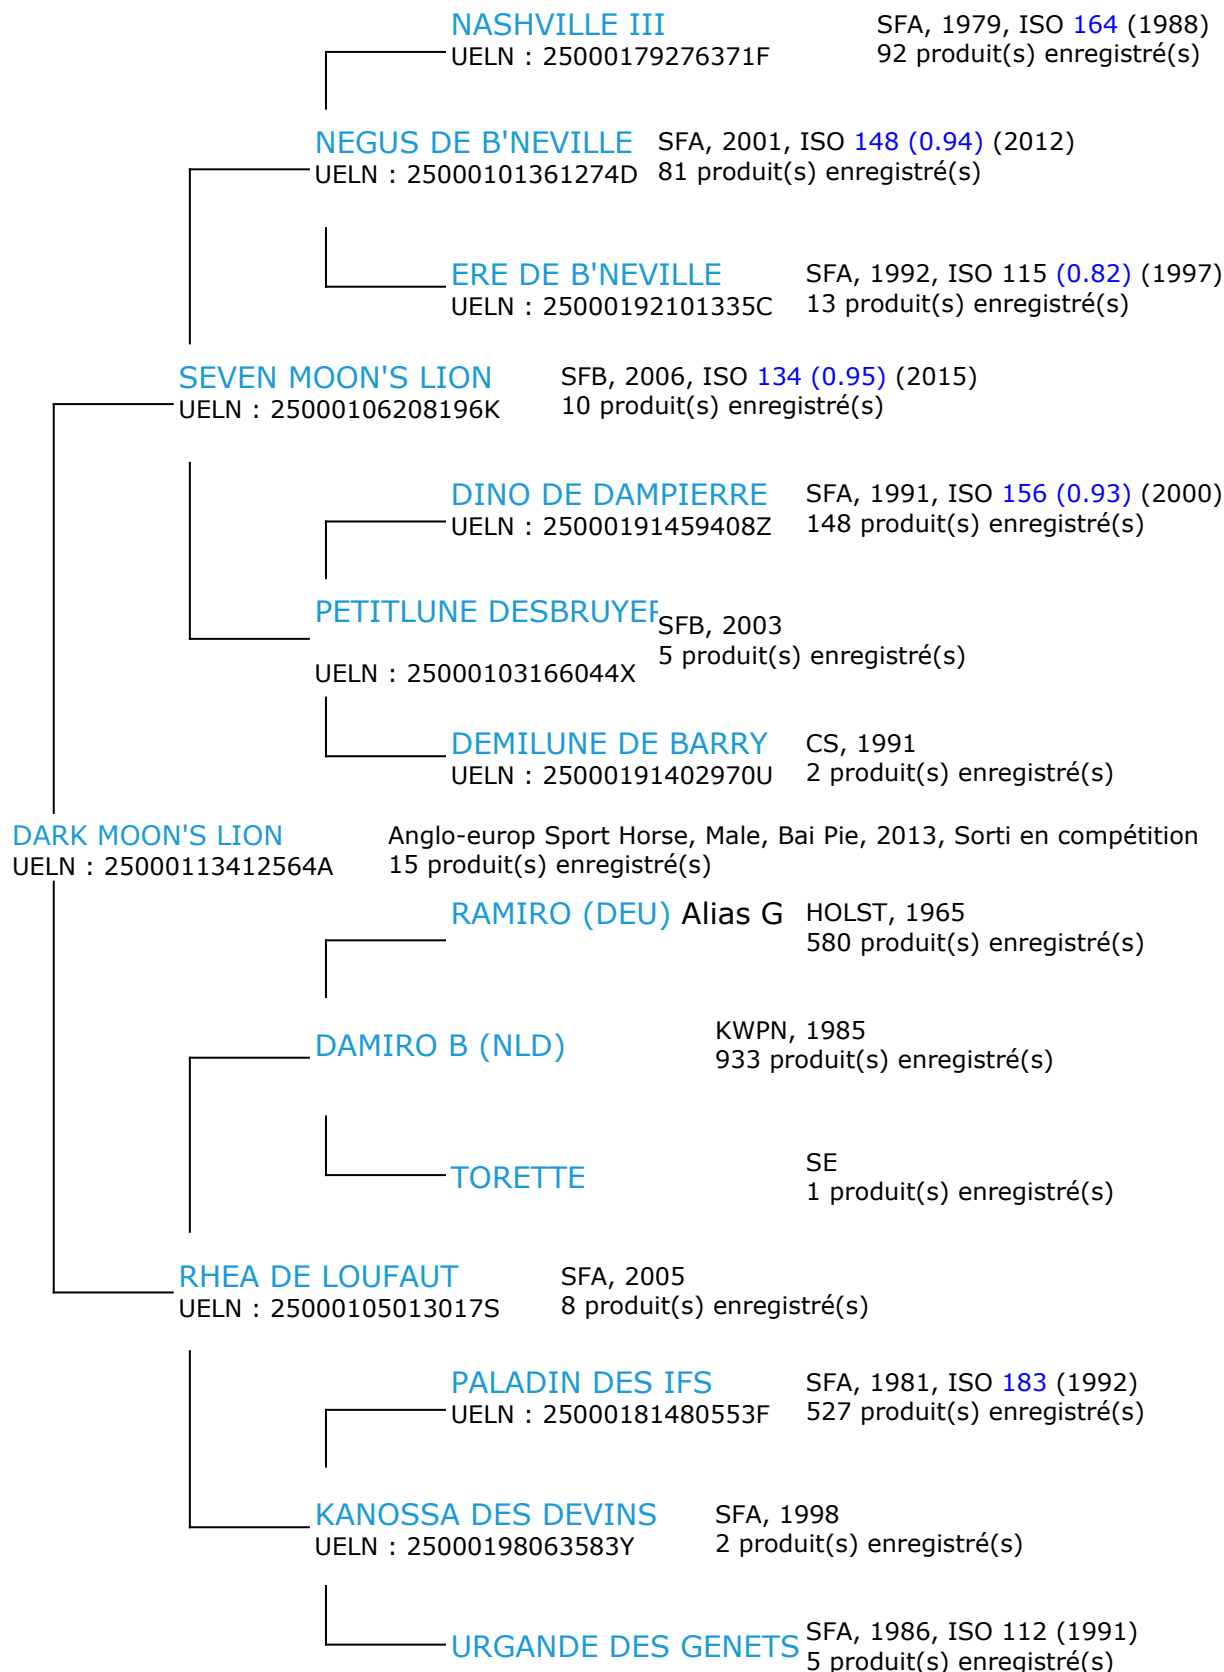 NASHVILLE III
UELN : 25000179276371F
SFA, 1979, ISO 164 (1988)
92 produit(s) enregistré(s)
NEGUS DE B'NEVILLE
UELN : 25000101361274D
SFA, 2001, ISO 148 (0.94) (2012)
81 produit(s) enregistré(s)
ERE DE B'NEVILLE
UELN : 25000192101335C
SFA, 1992, ISO 115 (0.82) (1997)
13 produit(s) enregistré(s)
SEVEN MOON'S LION
UELN : 25000106208196K
SFB, 2006, ISO 134 (0.95) (2015)
10 produit(s) enregistré(s)
DINO DE DAMPIERRE
UELN : 25000191459408Z
SFA, 1991, ISO 156 (0.93) (2000)
148 produit(s) enregistré(s)
PETITLUNE
UELN : 25000103166044X
SFB, 2003
5 produit(s) enregistré(s)
DEMILUNE DE BARRY
UELN : 25000191402970U
CS, 1991
2 produit(s) enregistré(s)
DARK MOON'S LION
UELN : 25000113412564A
Anglo-europ Sport Horse, Male, Bai Pie, 2013, Sorti en compétition
15 produit(s) enregistré(s)
RAMIRO (DEU) Alias G
HOLST, 1965
580 produit(s) enregistré(s)
DAMIRO B (NLD)
KWPN, 1985
933 produit(s) enregistré(s)
TORETTE
SE
1 produit(s) enregistré(s)
RHEA DE LOUFAUT
UELN : 25000105013017S
SFA, 2005
8 produit(s) enregistré(s)
PALADIN DES IFS
UELN : 25000181480553F
SFA, 1981, ISO 183 (1992)
527 produit(s) enregistré(s)
KANOSSA DES DEVINS
UELN : 25000198063583Y
SFA, 1998
2 produit(s) enregistré(s)
URGANDE DES GENETS
SFA, 1986, ISO 112 (1991)
5 produit(s) enregistré(s)